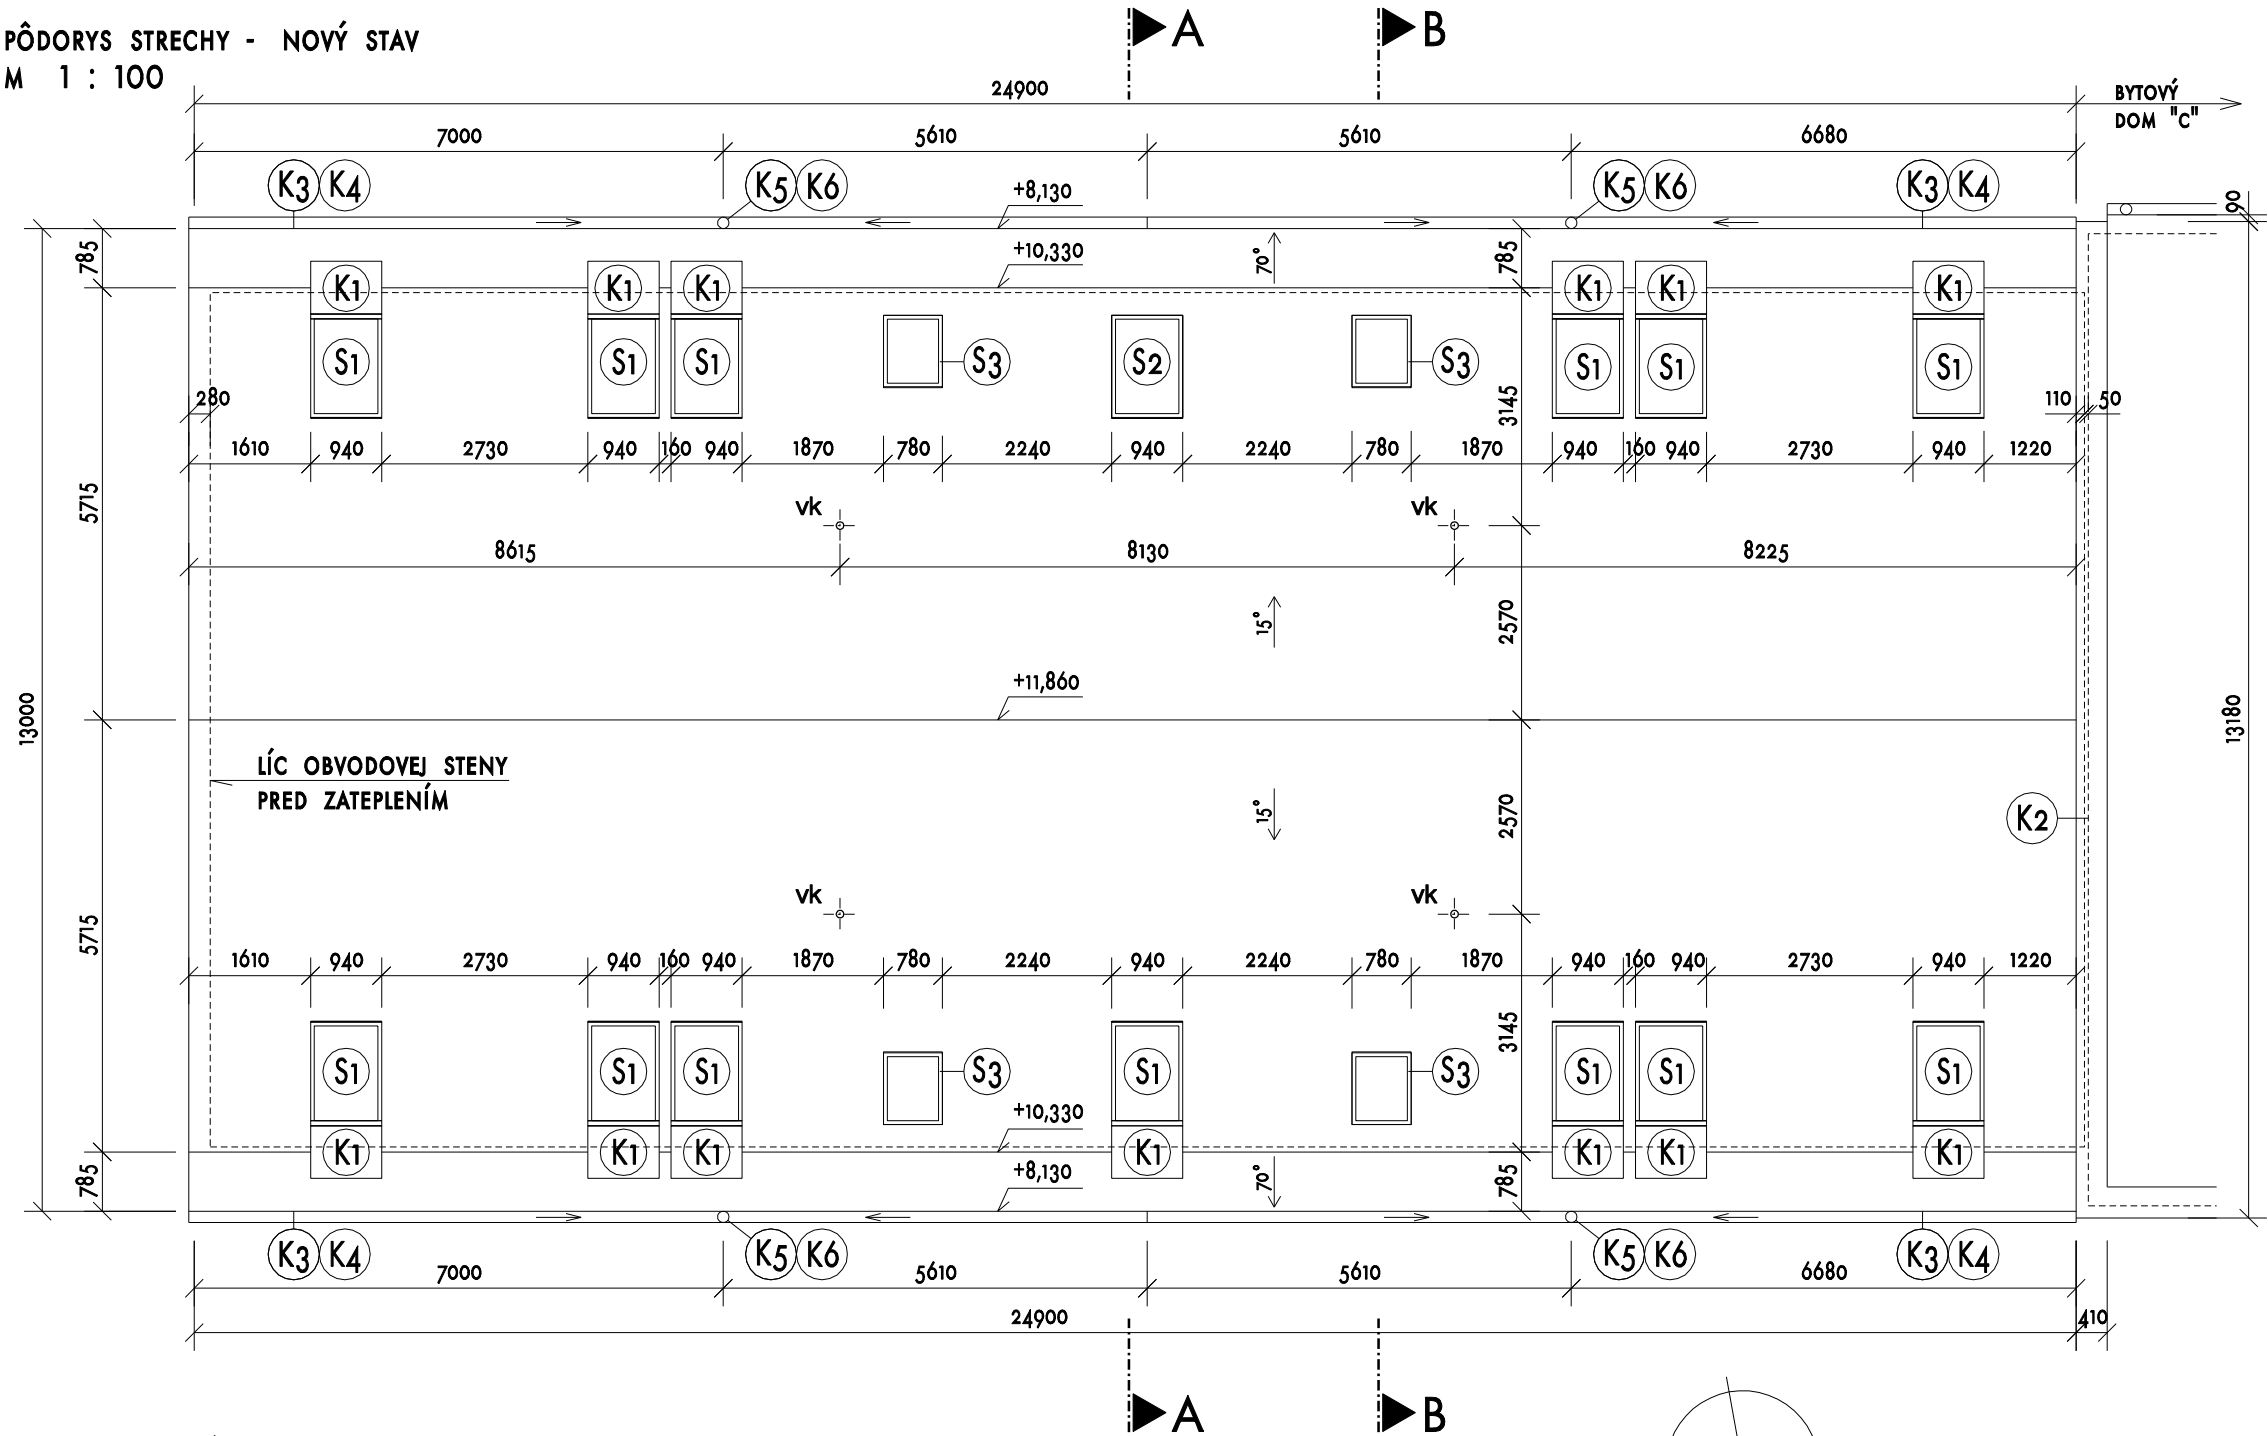 PÔDORYS STRECHY - NOVÝ STAV
M 1 : 100
A B
24900
BYTOVÝ
DOM "C"
7000 5610 5610 6680
K3 K4 K5 K6 K5 K6 K3 K4
+8,130
90
785 +10,330 70° 785
K1 K1 K1 K1 K1 K1
S1 S1 S1 S3 S2 S3 S1 S1 S1
280 3145 110 50
1610 940 2730 940 160 940 1870 780 2240 940 2240 780 1870 940 160 940 2730 940 1220
5715
vk vk
8615 8130 8225
15° 2570
+11,860
13000 13180
LÍC OBVODOVEJ STENY
PRED ZATEPLENÍM
15° 2570
K2
vk vk
5715
1610 940 2730 940 160 940 1870 780 2240 940 2240 780 1870 940 160 940 2730 940 1220
3145
S1 S1 S1 S3 S1 S3 S1 S1 S1
+10,330
K1 K1 K1 K1 K1 K1 K1
785 +8,130 70° 785
K3 K4 K5 K6 K5 K6 K3 K4
7000 5610 5610 6680
24900 410
A B